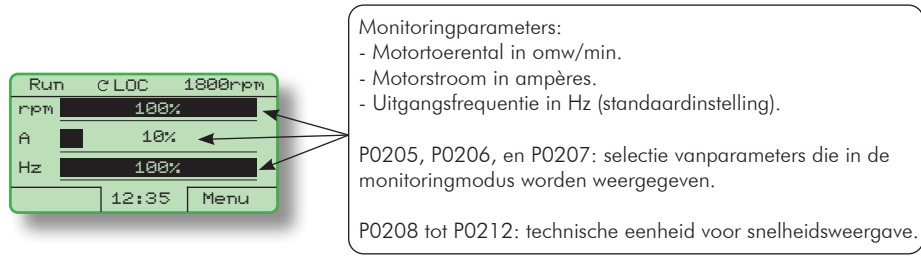 Run CLOC 1800rpm
rpm 100%
A 10%
Hz 100%
12:35 Menu
Monitoringparameters:
- Motortoerental in omw/min.
- Motorstroom in ampères.
- Uitgangsfrequentie in Hz (standaardinstelling).
P0205, P0206, en P0207: selectie vanparameters die in de
monitoringmodus worden weergegeven.
P0208 tot P0212: technische eenheid voor snelheidsweergave.